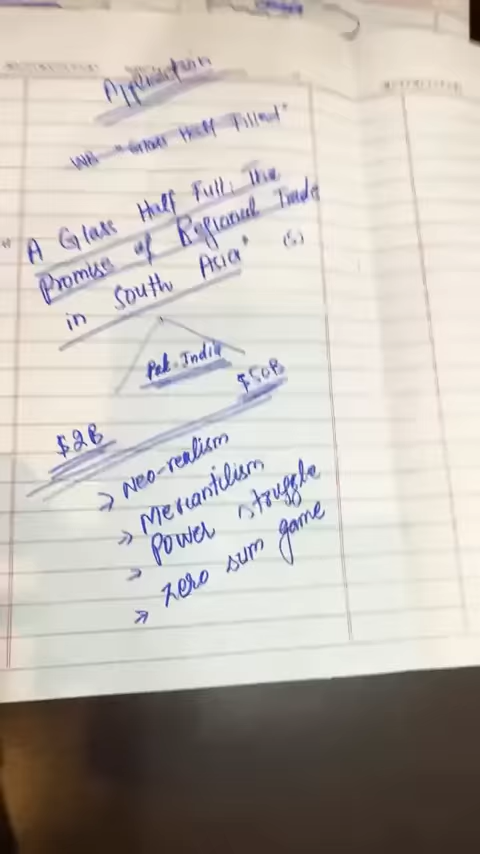 Application
WB "Glass Half Filled"
"A Glass Half Full: The
Promise of Regional Trade
in South Asia" (s)
Pak-India
$50B
$2B
→ Neo-realism
→ Mercantilism
→ Power struggle
→ Zero sum game